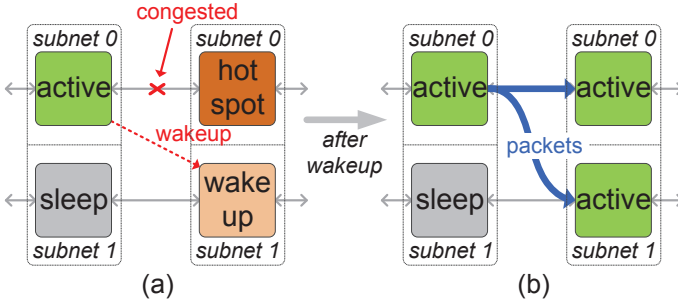 congested
subnet 0
subnet 0
active
hot
spot
wakeup
sleep
wake
up
subnet 1
subnet 1
(a)
after
wakeup
subnet 0
subnet 0
active
active
packets
sleep
active
subnet 1
subnet 1
(b)